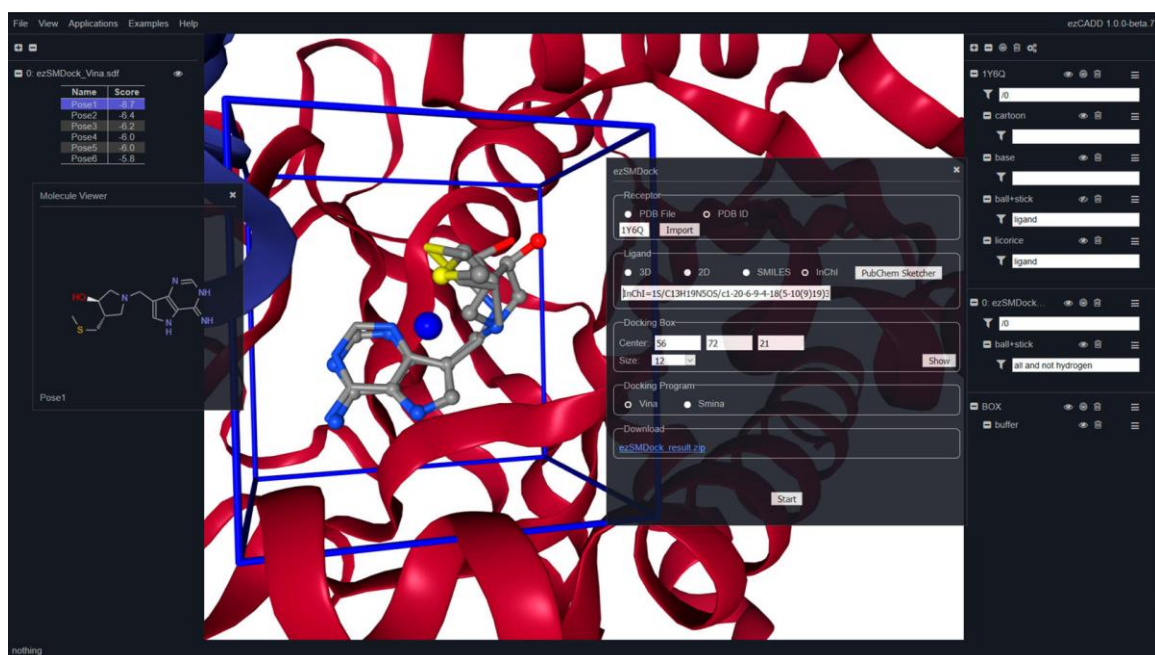 File View Applications Examples Help
ezCADD 1.0.0-beta.7
0: ezSMDock_Vina.sdf
Name Score
Pose1 -8.7
Pose2 -6.4
Pose3 -6.2
Pose4 -6.0
Pose5 -6.0
Pose6 -5.8
Molecule Viewer
HO
N
N
NH
S
N
H
NH
Pose1
ezSMDock
Receptor
PDB File PDB ID
1Y6Q Import
Ligand
3D 2D SMILES InChI PubChem Sketcher
InChI=1S/C13H19N5OS/c1-20-6-9-4-18(5-10(9)19)3
Docking Box
Center: 56 72 21
Size: 12 Show
Docking Program
Vina Smina
Download
ezSMDock_result.zip
Start
1Y6Q
/0
cartoon
base
ball+stick
ligand
licorice
ligand
0: ezSMDock...
/0
ball+stick
all and not hydrogen
BOX
buffer
nothing